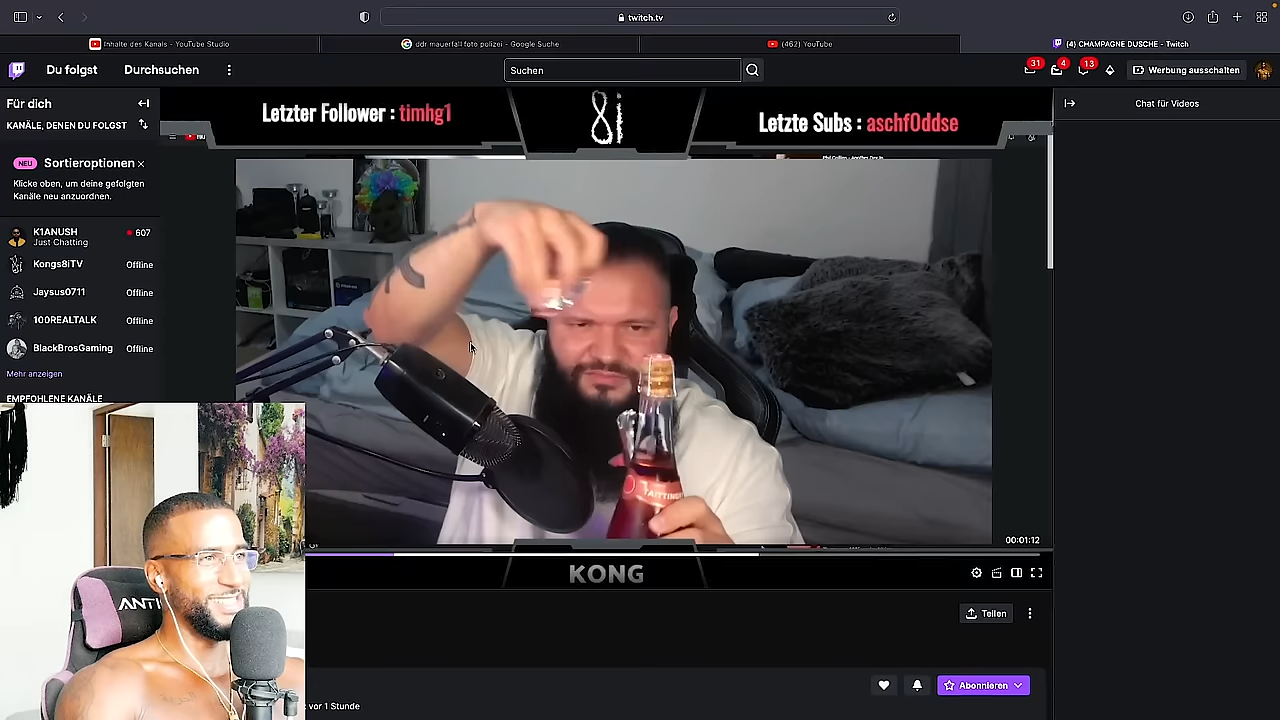 twitch.tv
Inhalte des Kanals - YouTube Studio
ddr mauerfall foto polizei - Google Suche
(462) YouTube
(4) CHAMPAGNE DUSCHE - Twitch
Du folgst
Durchsuchen
Suchen
31
4
13
Werbung ausschalten
Für dich
KANÄLE, DENEN DU FOLGST
NEU Sortieroptionen
Klicke oben, um deine gefolgten
Kanäle neu anzuordnen.
K1ANUSH
607
Just Chatting
Kongs8iTV
Offline
Jaysus0711
Offline
100REALTALK
Offline
BlackBrosGaming
Offline
Mehr anzeigen
EMPFOHLENE KANÄLE
Letzter Follower : timhg1
8i
Letzte Subs : aschf0ddse
Chat für Videos
TAITTINGE
00:01:12
KONG
ANTI
Teilen
Abonnieren
vor 1 Stunde